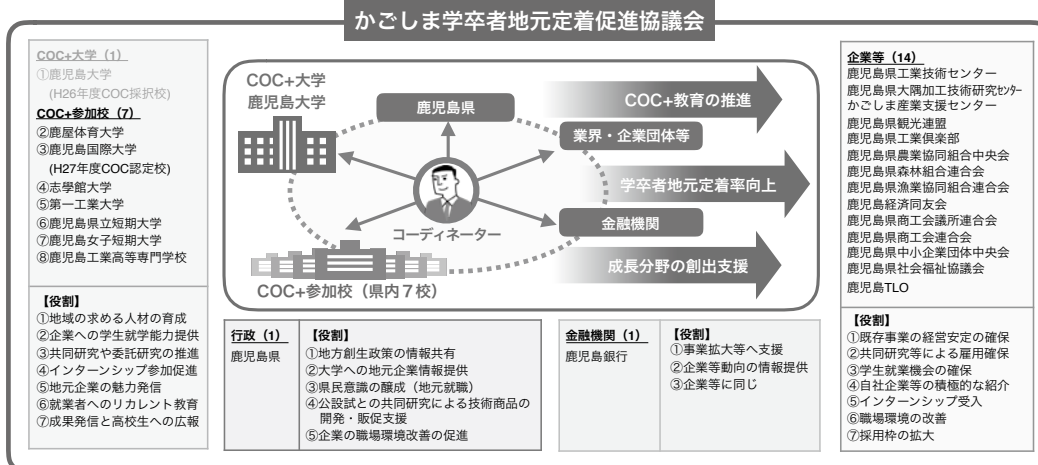 かごしま学卒者地元定着促進協議会
COC+大学（1）
①鹿児島大学
(H26年度COC採択校)
COC+参加校（7）
②鹿屋体育大学
③鹿児島国際大学
(H27年度COC認定校)
④志學館大学
⑤第一工業大学
⑥鹿児島県立短期大学
⑦鹿児島女子短期大学
⑧鹿児島工業高等専門学校
【役割】
①地域の求める人材の育成
②企業への学生就学能力提供
③共同研究や委託研究の推進
④インターンシップ参加促進
⑤地元企業の魅力発信
⑥就業者へのリカレント教育
⑦成果発信と高校生への広報
COC+大学
鹿児島大学
鹿児島県
業界・企業団体等
金融機関
コーディネーター
COC+参加校（県内７校）
COC+教育の推進
学卒者地元定着率向上
成長分野の創出支援
行政（1）
鹿児島県
【役割】
①地方創生政策の情報共有
②大学への地元企業情報提供
③県民意識の醸成（地元就職）
④公設試との共同研究による技術商品の
開発・販促支援
⑤企業の職場環境改善の促進
金融機関（1）
鹿児島銀行
【役割】
①事業拡大等へ支援
②企業等動向の情報提供
③企業等に同じ
企業等（14）
鹿児島県工業技術センター
鹿児島県大隅加工技術研究センター
かごしま産業支援センター
鹿児島県観光連盟
鹿児島県工業倶楽部
鹿児島県農業協同組合中央会
鹿児島県森林組合連合会
鹿児島県漁業協同組合連合会
鹿児島経済同友会
鹿児島県商工会議所連合会
鹿児島県商工会連合会
鹿児島県中小企業団体中央会
鹿児島県社会福祉協議会
鹿児島TLO
【役割】
①既存事業の経営安定の確保
②共同研究等による雇用確保
③学生就業機会の確保
④自社企業等の積極的な紹介
⑤インターンシップ受入
⑥職場環境の改善
⑦採用枠の拡大